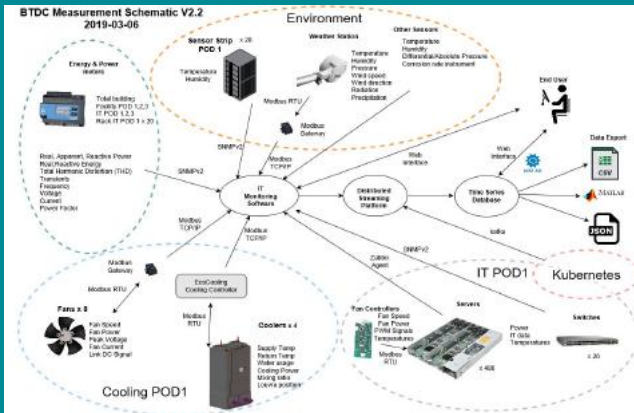 BTDC Measurement Schematic V2.2
2019-03-06
Environment
Sensor Strip
POD 1
x 20
Temperature
Humidity
Weather Station
Temperature
Humidity
Pressure
Wind speed
Wind direction
Radiation
Precipitation
Other Sensors
Temperature
Humidity
Differential/Absolute Pressure
Corrosion rate instrument
Energy & Power
meters
Total building
Facility POD 1,2,3
IT POD 1,2,3
Rack IT POD 1 x 20
Real, Apparent, Reactive Power
Real,Reactive Energy
Total Harmonic Distortion (THD)
Transients
Frequency
Voltage
Current
Power Factor
Modbus RTU
Modbus
Gateway
SNMPv2
Modbus
TCP/IP
SNMPv2
IT
Monitoring
Software
Distributed
Streaming
Platform
Time Series
Database
Web
Interface
End User
Web
Interface
Data Export
CSV
MATLAB
JSON
Modbus
TCP/IP
Modbus
TCP/IP
Modbus
Gateway
EcoCooling
Cooling Controller
Fans x 8
Modbus
RTU
Fan Speed
Fan Power
Peak Voltage
Fan Current
Link DC Signal
Modbus
RTU
Coolers x 4
Supply Temp
Return Temp
Water usage
Cooling Power
Mixing ratio
Louvre position
Cooling POD1
Zabbix
Agent
SNMPv2
kafka
IT POD1
Kubernetes
Fan Controllers
Fan Speed
Fan Power
PWM Signals
Temperatures
Modbus
RTU
Servers
Power
IT data
Temperatures
Switches
x 20